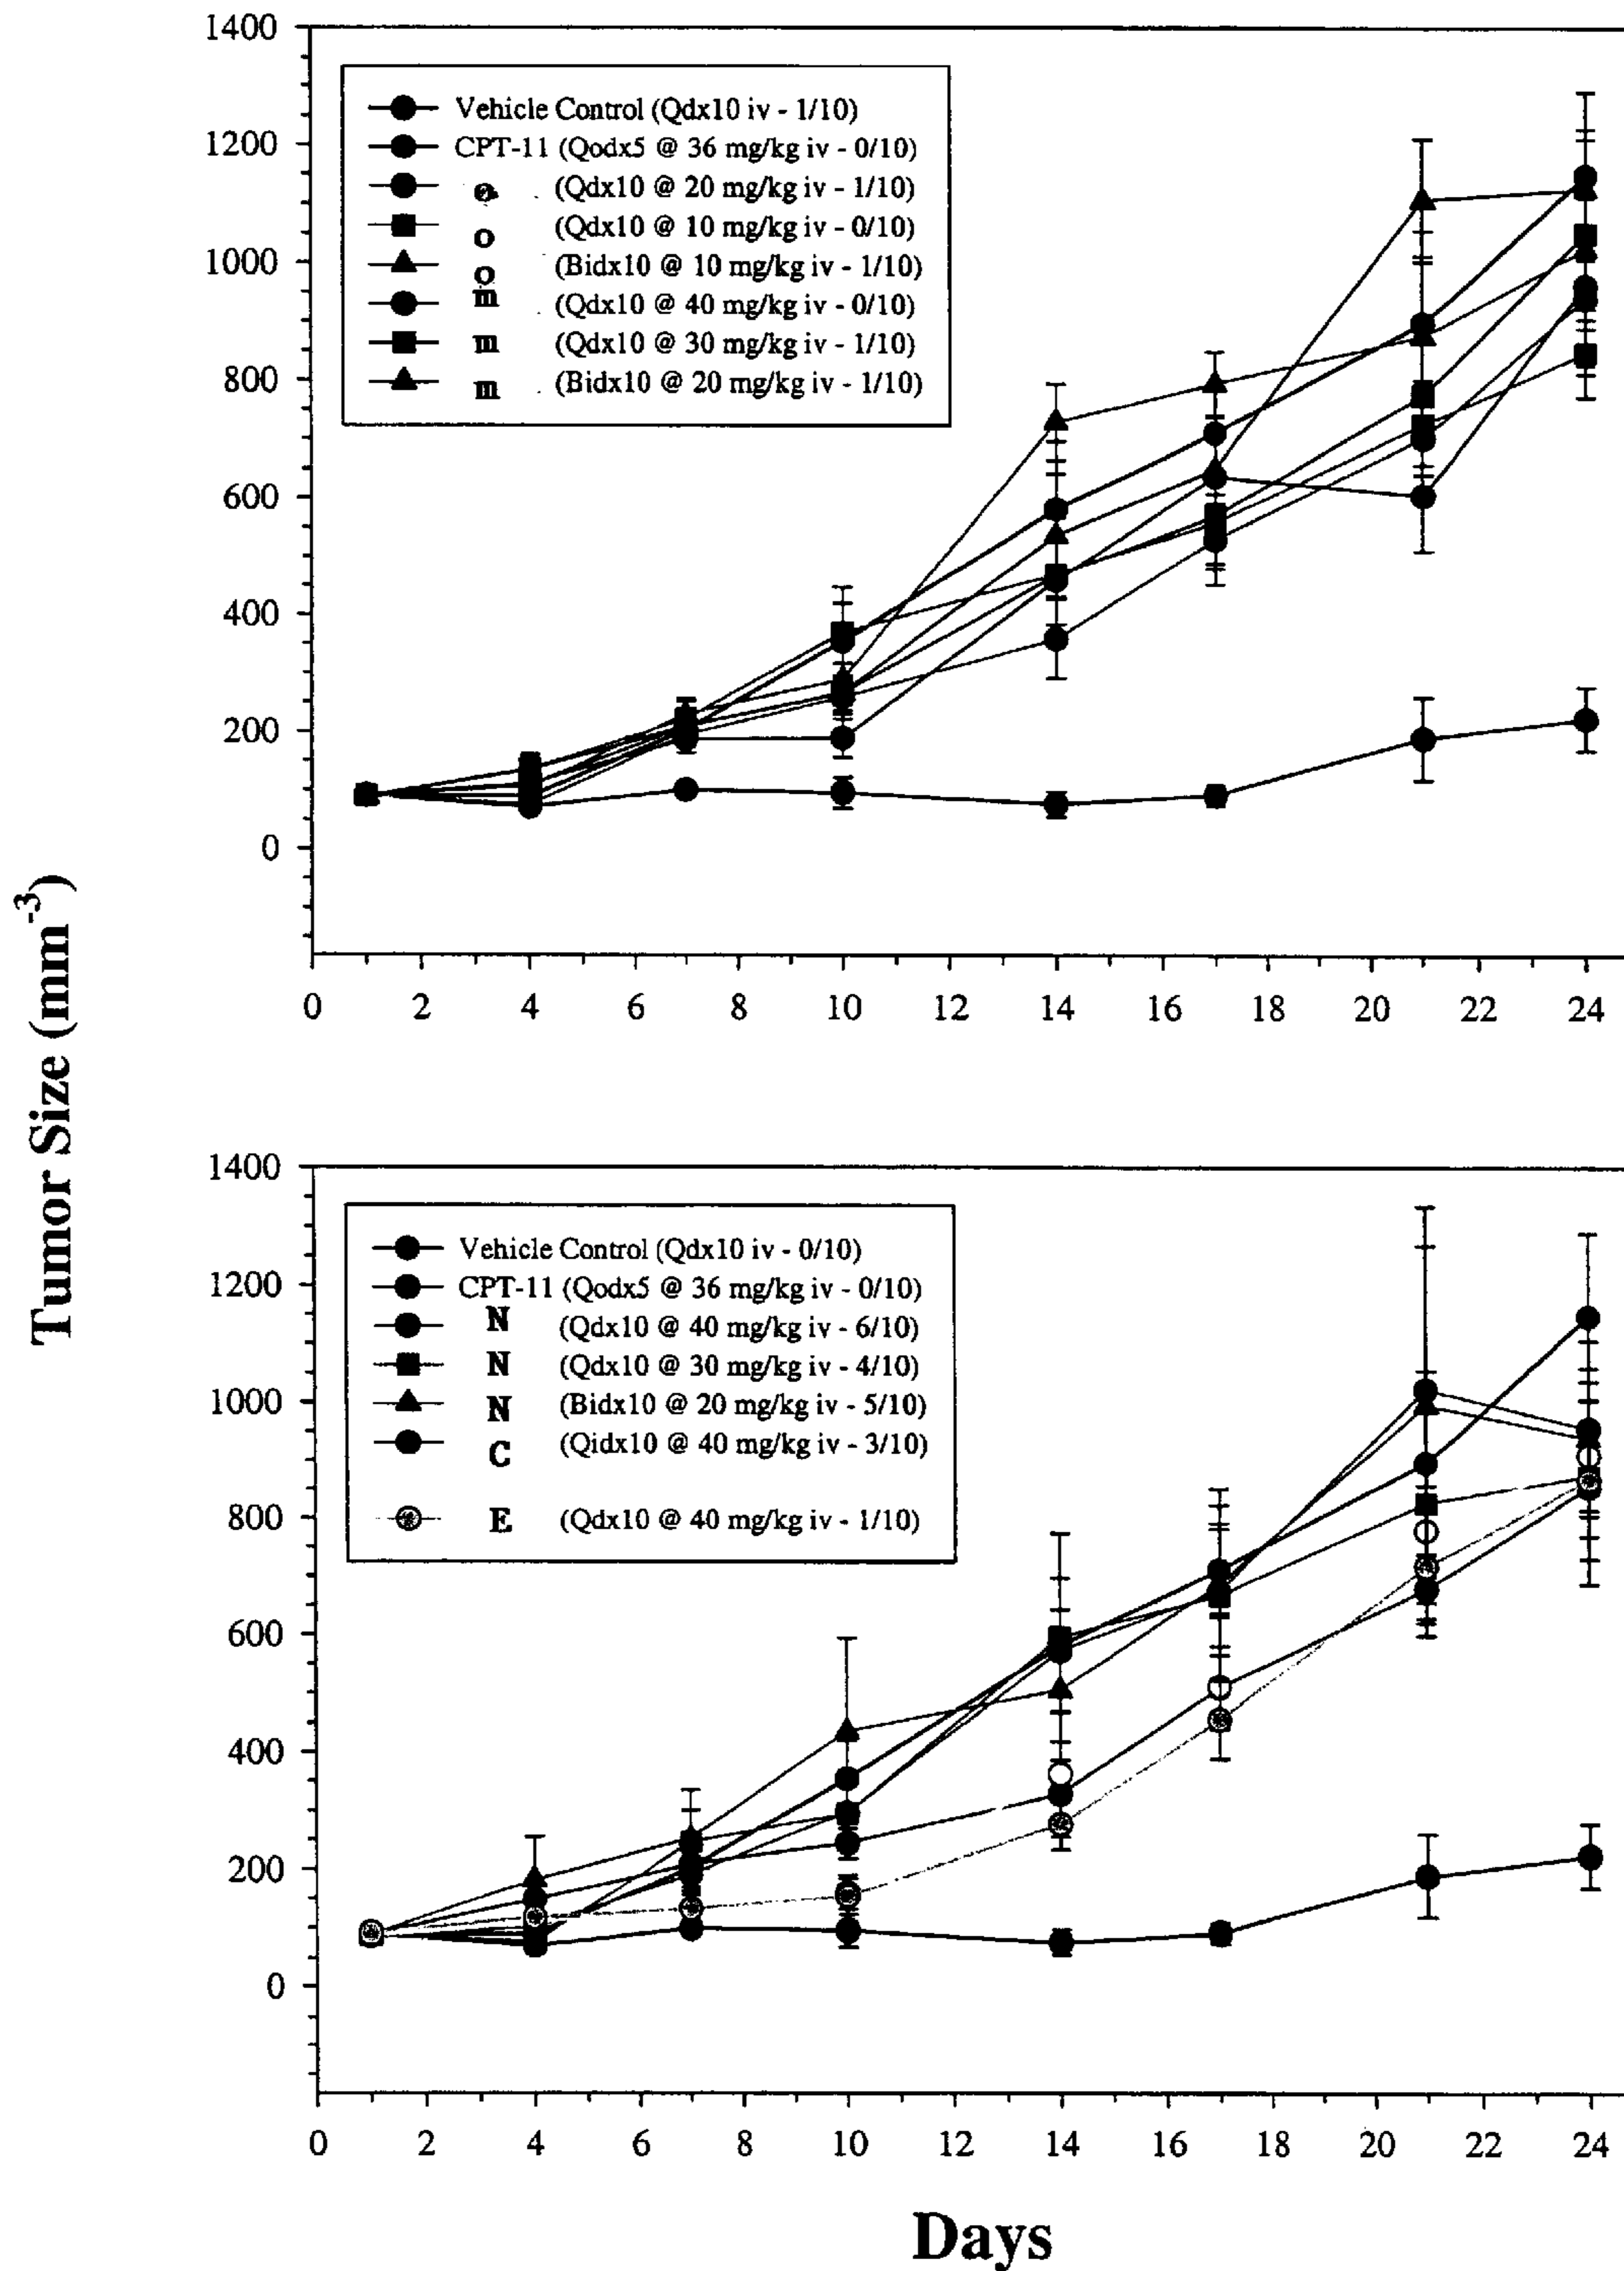 Tumor Size (mm-3)
1400
1200
1000
800
600
400
200
0
Vehicle Control (Qdx10 iv - 1/10)
CPT-11 (Qodx5 @ 36 mg/kg iv - 0/10)
(Qdx10 @ 20 mg/kg iv - 1/10)
o (Qdx10 @ 10 mg/kg iv - 0/10)
o (Bidx10 @ 10 mg/kg iv - 1/10)
m (Qdx10 @ 40 mg/kg iv - 0/10)
m (Qdx10 @ 30 mg/kg iv - 1/10)
m (Bidx10 @ 20 mg/kg iv - 1/10)
0 2 4 6 8 10 14 16 18 20 22 24
1400
1200
1000
800
600
400
200
0
Vehicle Control (Qdx10 iv - 0/10)
CPT-11 (Qodx5 @ 36 mg/kg iv - 0/10)
N (Qdx10 @ 40 mg/kg iv - 6/10)
N (Qdx10 @ 30 mg/kg iv - 4/10)
N (Bidx10 @ 20 mg/kg iv - 5/10)
C (Qidx10 @ 40 mg/kg iv - 3/10)
E (Qdx10 @ 40 mg/kg iv - 1/10)
0 2 4 6 8 10 12 14 16 18 20 22 24
Days